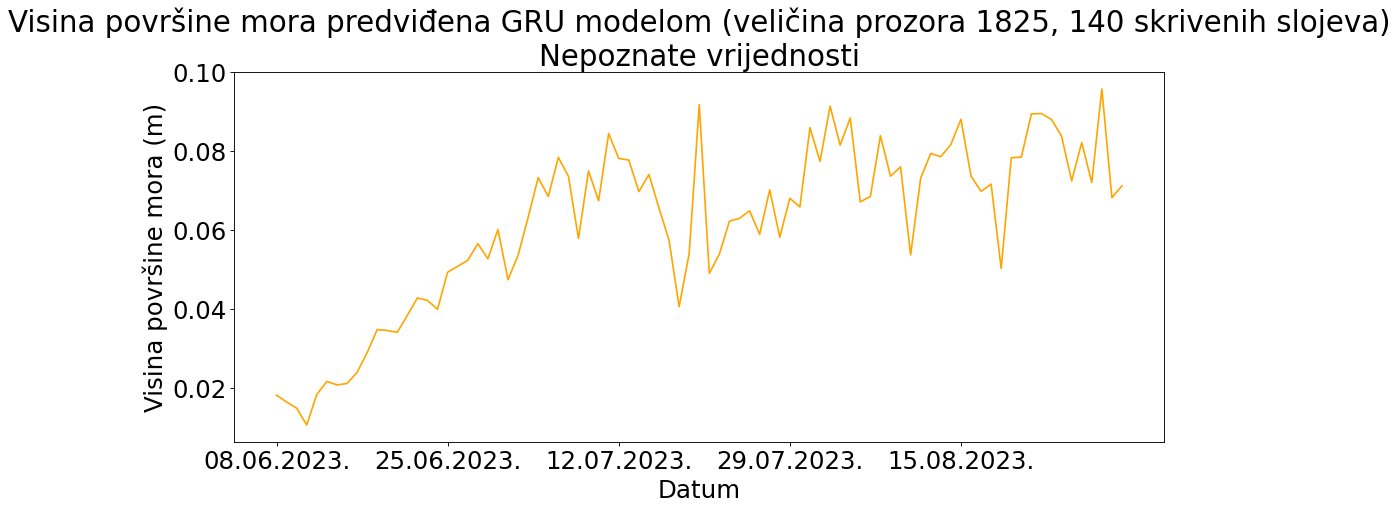 Visina površine mora predviđena GRU modelom (veličina prozora 1825, 140 skrivenih slojeva)
Nepoznate vrijednosti
Visina površine mora (m)
0.10
0.08
0.06
0.04
0.02
08.06.2023. 25.06.2023. 12.07.2023. 29.07.2023. 15.08.2023.
Datum